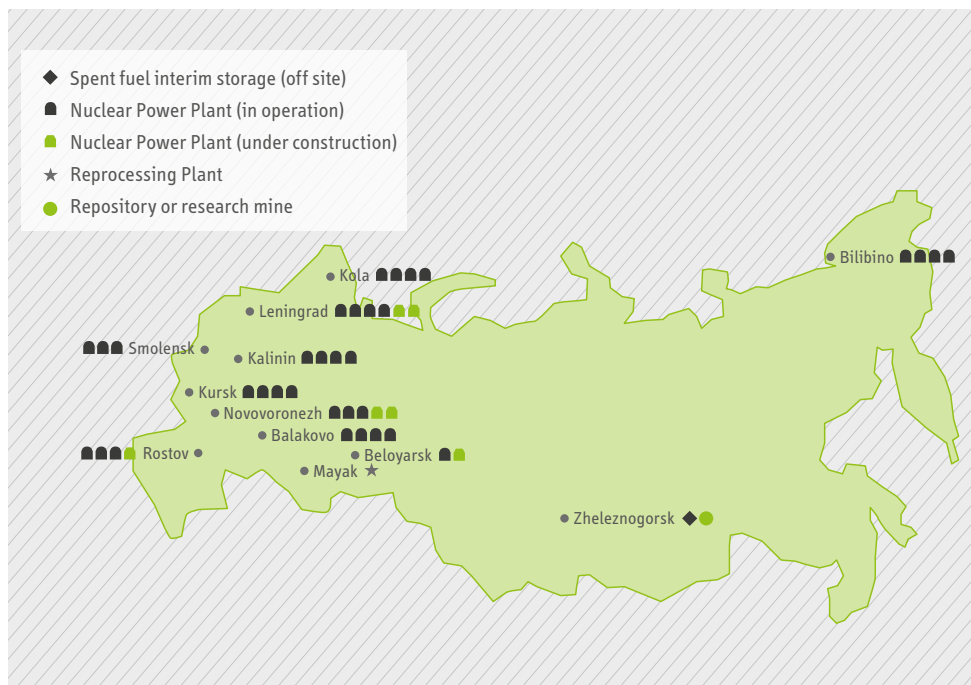 Spent fuel interim storage (off site)
Nuclear Power Plant (in operation)
Nuclear Power Plant (under construction)
Reprocessing Plant
Repository or research mine
Bilibino
Kola
Leningrad
Smolensk
Kalinin
Kursk
Novovoronezh
Balakovo
Rostov
Beloyarsk
Mayak
Zheleznogorsk